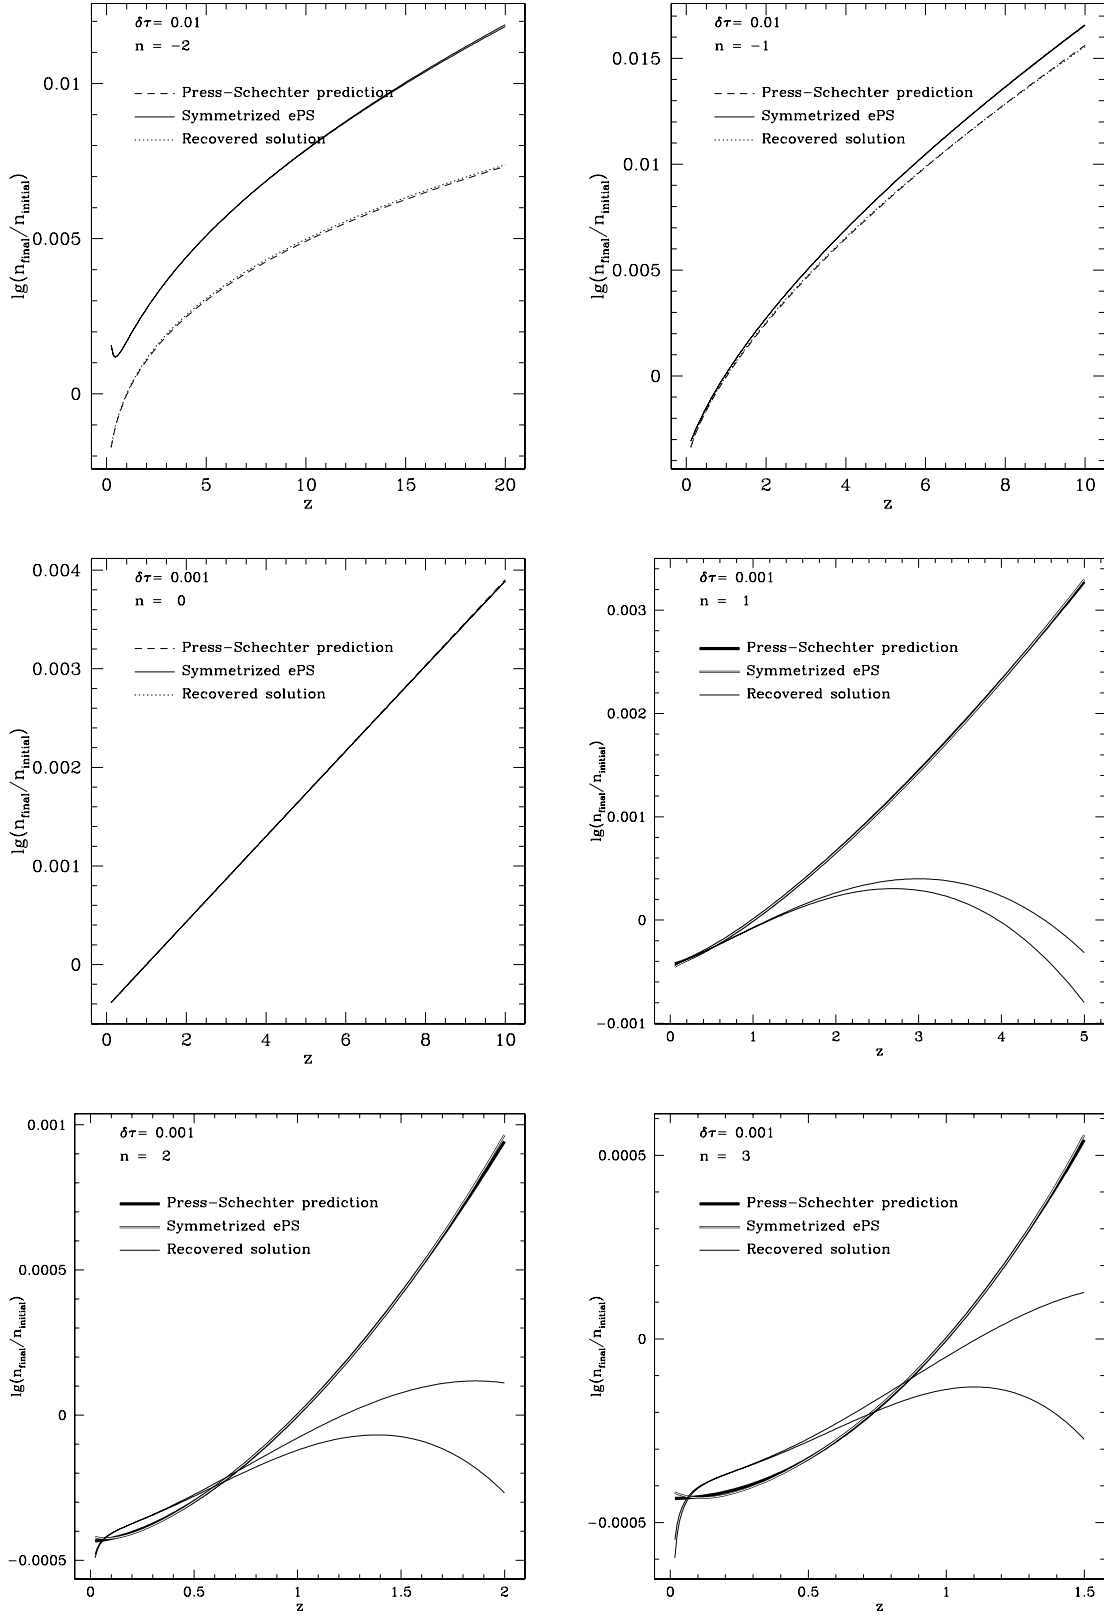 δτ= 0.01
n = −2
Press−Schechter prediction
Symmetrized ePS
Recovered solution
0.01
0.005
0
lg(n_final/n_initial)
0 5 10 15 20
z
δτ= 0.01
n = −1
Press−Schechter prediction
Symmetrized ePS
Recovered solution
0.015
0.01
0.005
0
lg(n_final/n_initial)
0 2 4 6 8 10
z
δτ= 0.001
n = 0
Press−Schechter prediction
Symmetrized ePS
Recovered solution
0.004
0.003
0.002
0.001
0
lg(n_final/n_initial)
0 2 4 6 8 10
z
δτ= 0.001
n = 1
Press−Schechter prediction
Symmetrized ePS
Recovered solution
0.003
0.002
0.001
0
−0.001
lg(n_final/n_initial)
0 1 2 3 4 5
z
δτ= 0.001
n = 2
Press−Schechter prediction
Symmetrized ePS
Recovered solution
0.001
0.0005
0
−0.0005
lg(n_final/n_initial)
0 0.5 1 1.5 2
z
δτ= 0.001
n = 3
Press−Schechter prediction
Symmetrized ePS
Recovered solution
0.0005
0
−0.0005
lg(n_final/n_initial)
0 0.5 1 1.5
z